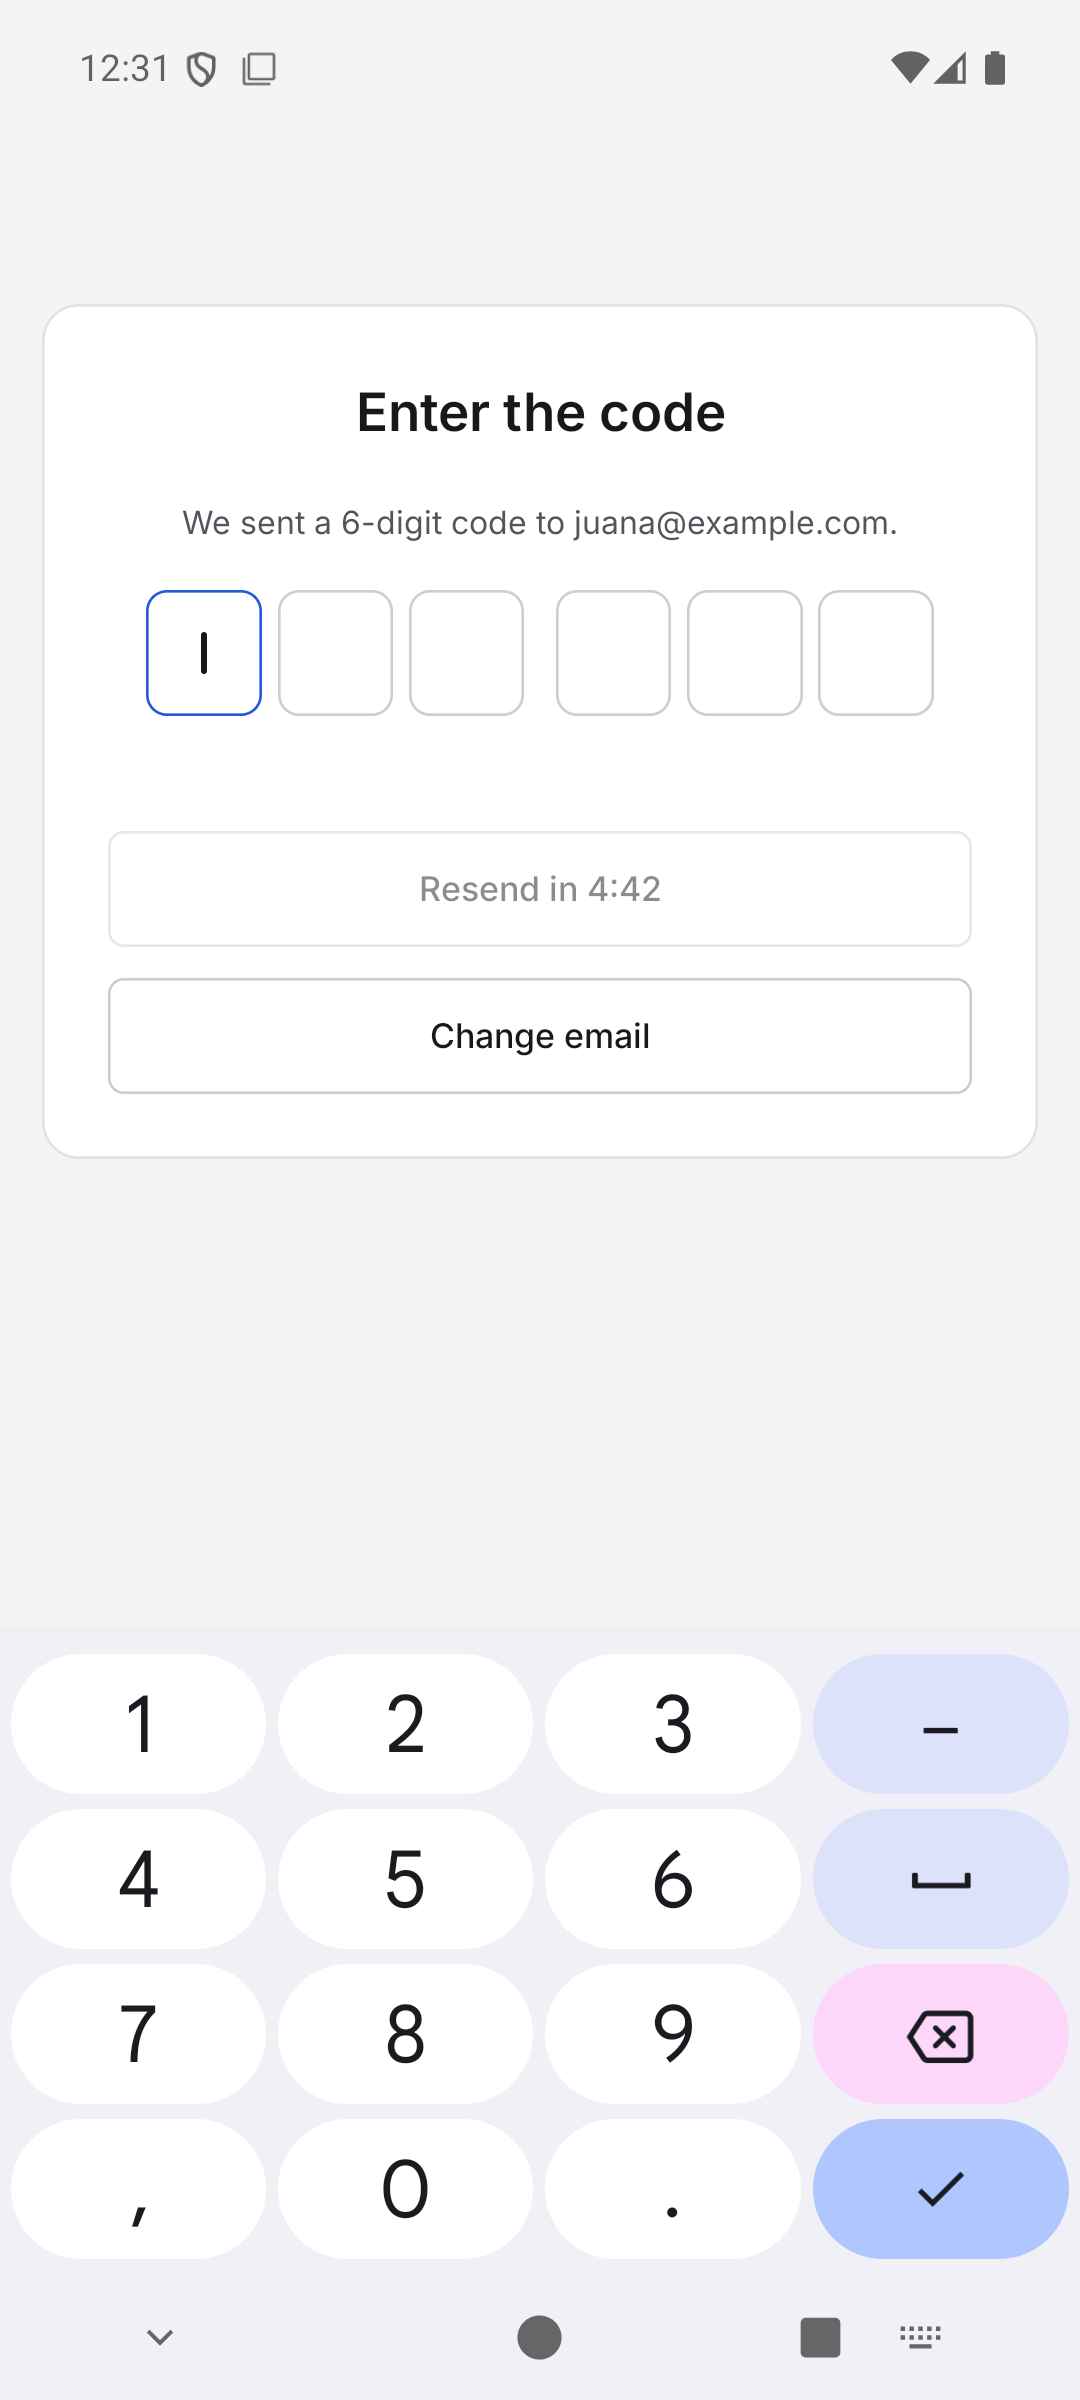 12:31
Enter the code
We sent a 6-digit code to juana@example.com.
Resend in 4:42
Change email
1 2 3 –
4 5 6
7 8 9
, 0 .